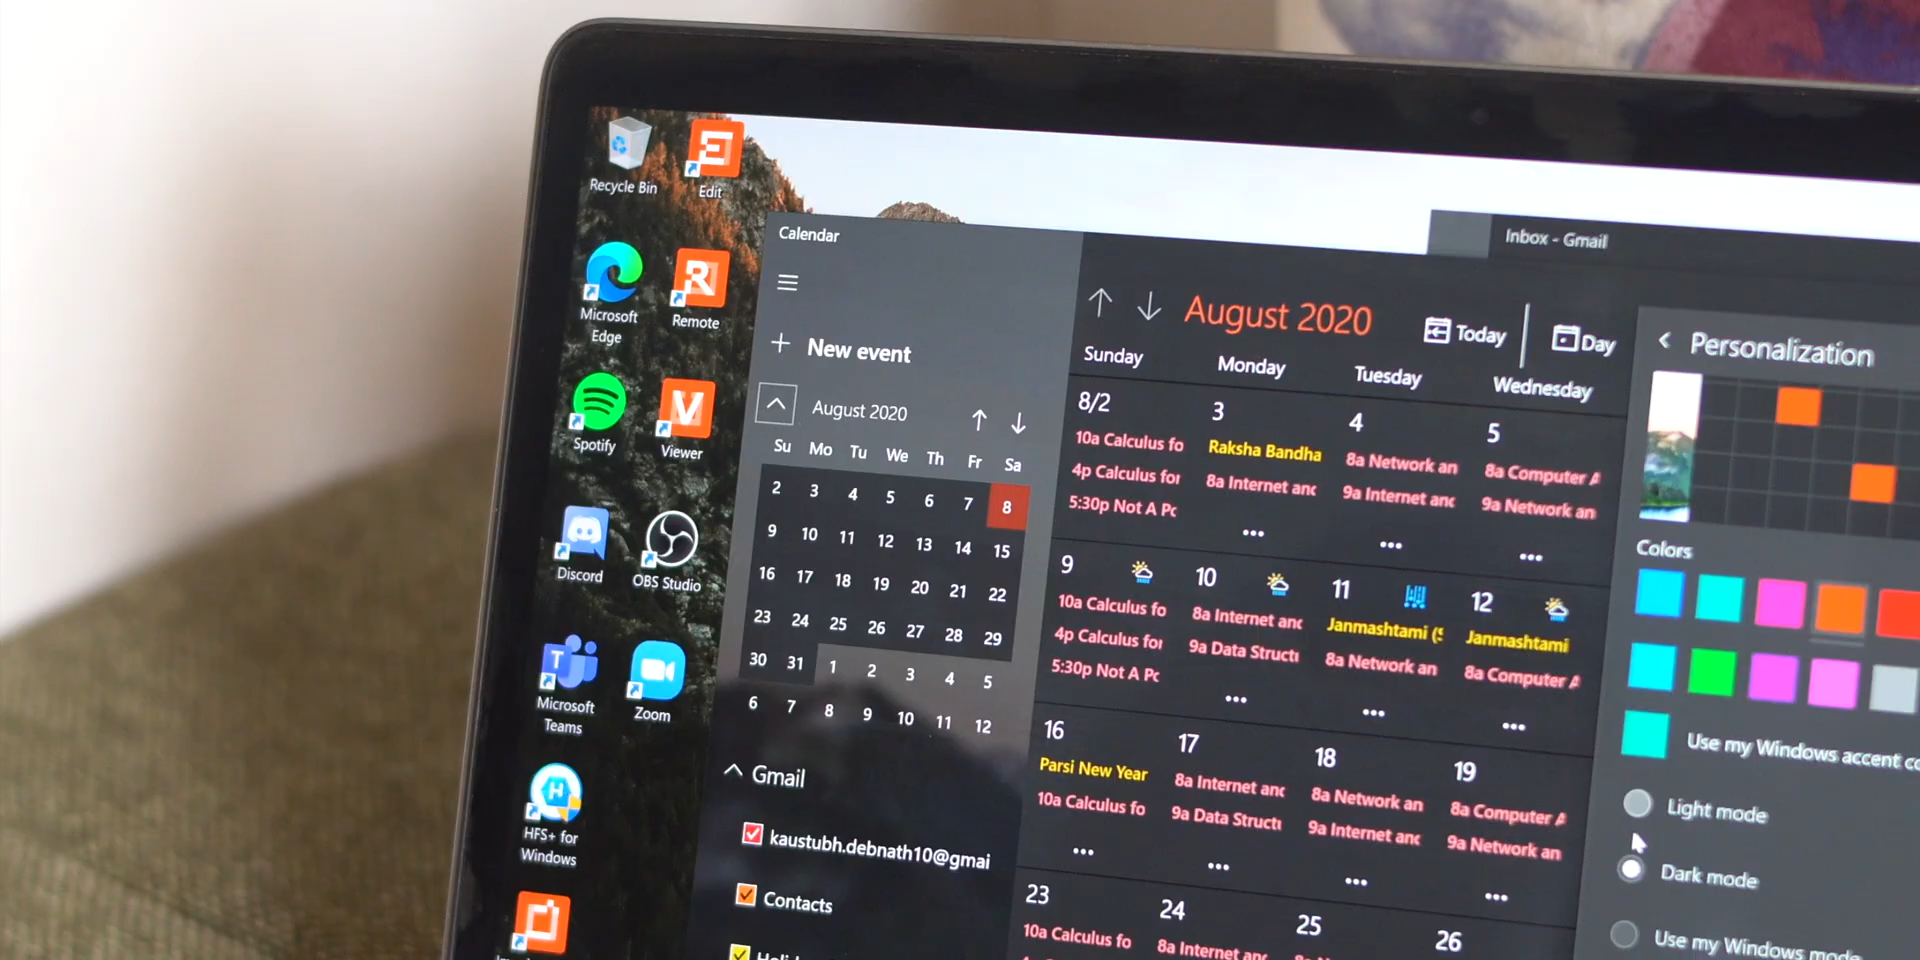 Recycle Bin
Edit
Microsoft
Edge
Remote
Spotify
Viewer
Discord
OBS Studio
Microsoft
Teams
Zoom
HFS+ for
Windows
Calendar
New event
August 2020
Su Mo Tu We Th Fr Sa
2 3 4 5 6 7 8
9 10 11 12 13 14 15
16 17 18 19 20 21 22
23 24 25 26 27 28 29
30 31 1 2 3 4 5
6 7 8 9 10 11 12
Gmail
kaustubh.debnath10@gmai
Contacts
Inbox - Gmail
August 2020
Today
Day
Sunday Monday Tuesday Wednesday
8/2 3 4 5
10a Calculus fo Raksha Bandha 8a Network an 8a Computer A
4p Calculus for 8a Internet and 9a Internet and 9a Network an
5:30p Not A Pc
9 10 11 12
10a Calculus fo 8a Internet and Janmashtami (S Janmashtami
4p Calculus for 9a Data Structu 8a Network an 8a Computer A
5:30p Not A Pc
16 17 18 19
Parsi New Year 8a Internet and 8a Network an 8a Computer A
10a Calculus fo 9a Data Structu 9a Internet and 9a Network an
23 24 25 26
10a Calculus fo 8a Internet and
Personalization
Colors
Use my Windows accent co
Light mode
Dark mode
Use my Windows mode